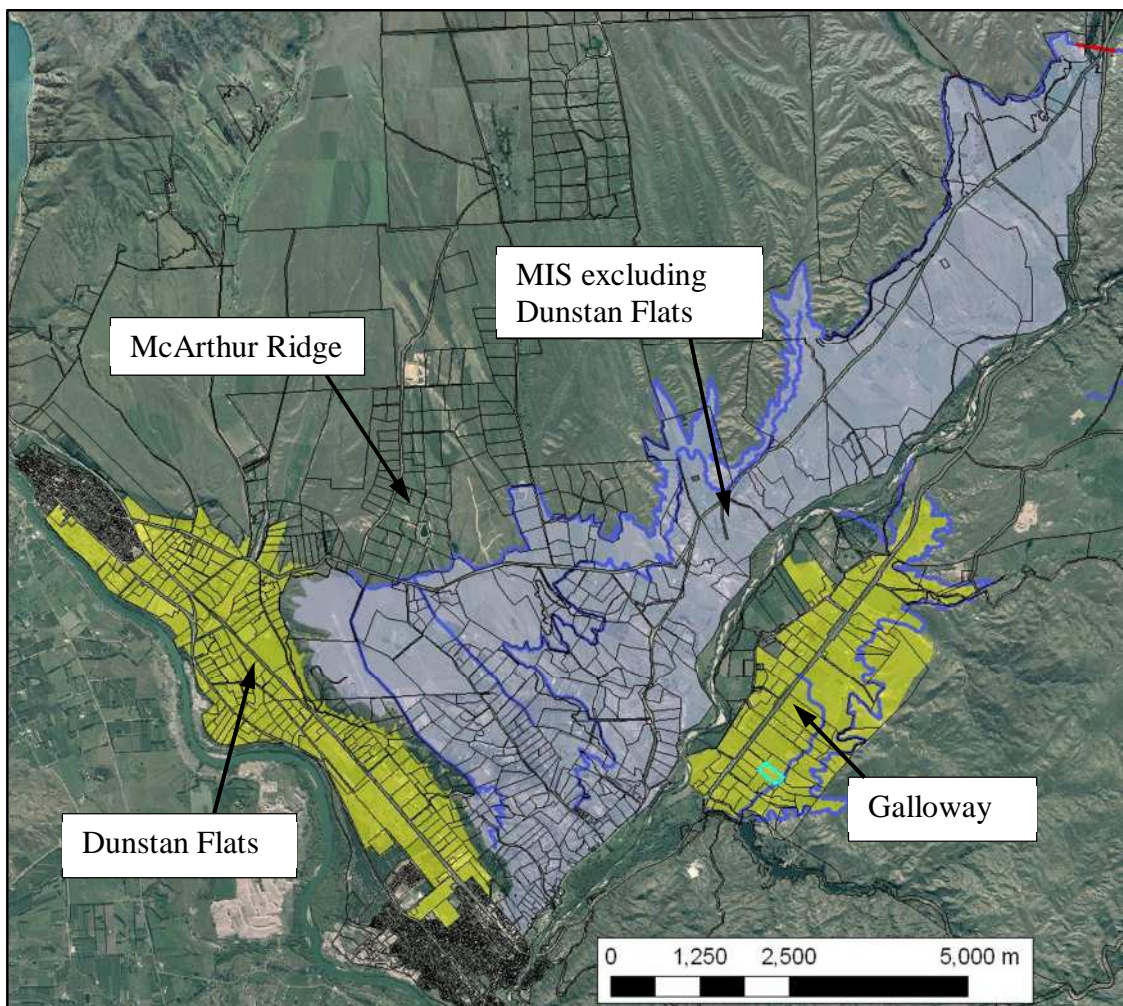 MIS excluding
Dunstan Flats
McArthur Ridge
Dunstan Flats
Galloway
0 1,250 2,500 5,000 m